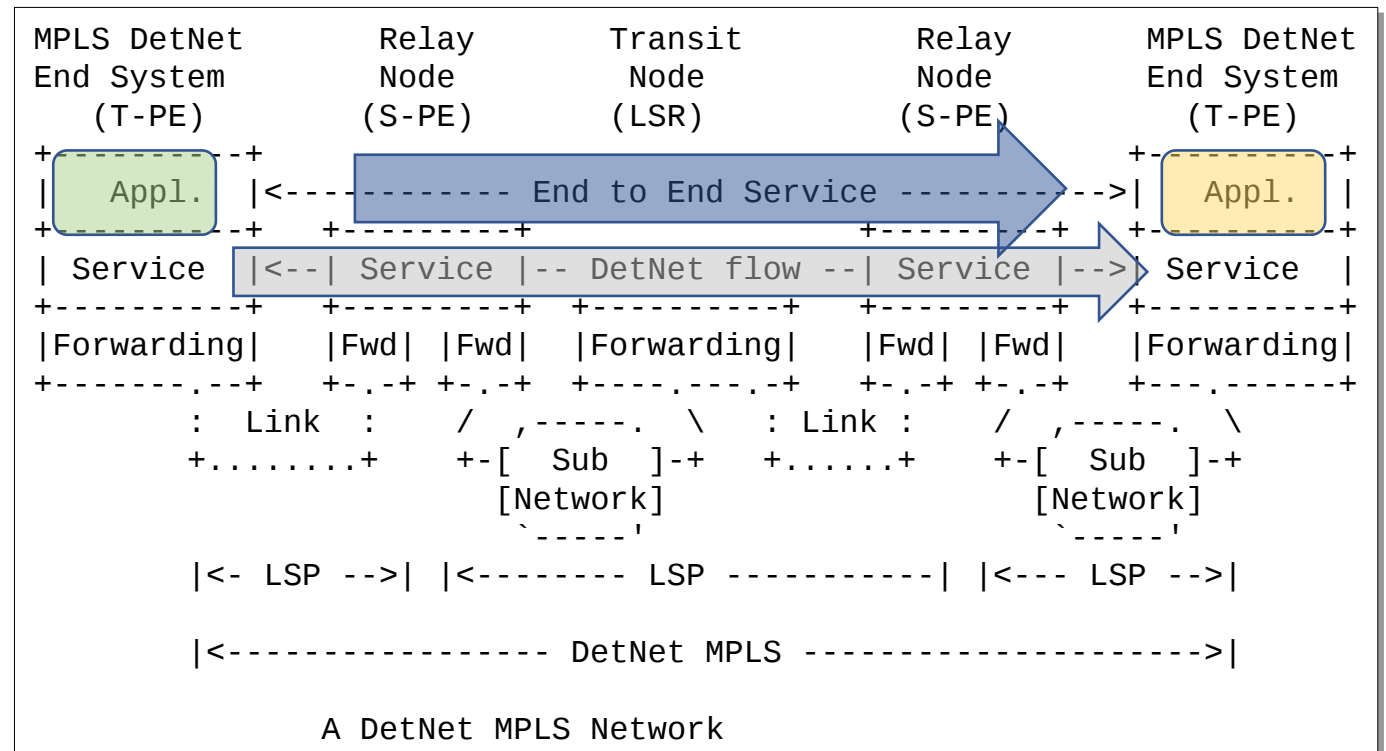 MPLS DetNet       Relay       Transit         Relay       MPLS DetNet
End System        Node         Node           Node        End System
   (T-PE)        (S-PE)       (LSR)          (S-PE)         (T-PE)
+----------+                                             +----------+
|   Appl.  |<------------ End to End Service ----------->|   Appl.  |
+----------+   +---------+                 +---------+   +----------+
| Service  |<--| Service |-- DetNet flow --| Service |-->| Service  |
+----------+   +---------+  +----------+   +---------+   +----------+
|Forwarding|   |Fwd| |Fwd|  |Forwarding|   |Fwd| |Fwd|   |Forwarding|
+-------.--+   +-.-+ +-.-+  +----.---.-+   +-.-+ +-.-+   +---.------+
        :  Link  :    /  ,-----.  \   : Link :    /  ,-----.  \
        +........+    +-[  Sub  ]-+   +......+    +-[  Sub  ]-+
                        [Network]                   [Network]
                         `-----'                     `-----'
        |<- LSP -->| |<-------- LSP -----------| |<--- LSP -->|
        |<----------------- DetNet MPLS --------------------->|
               A DetNet MPLS Network